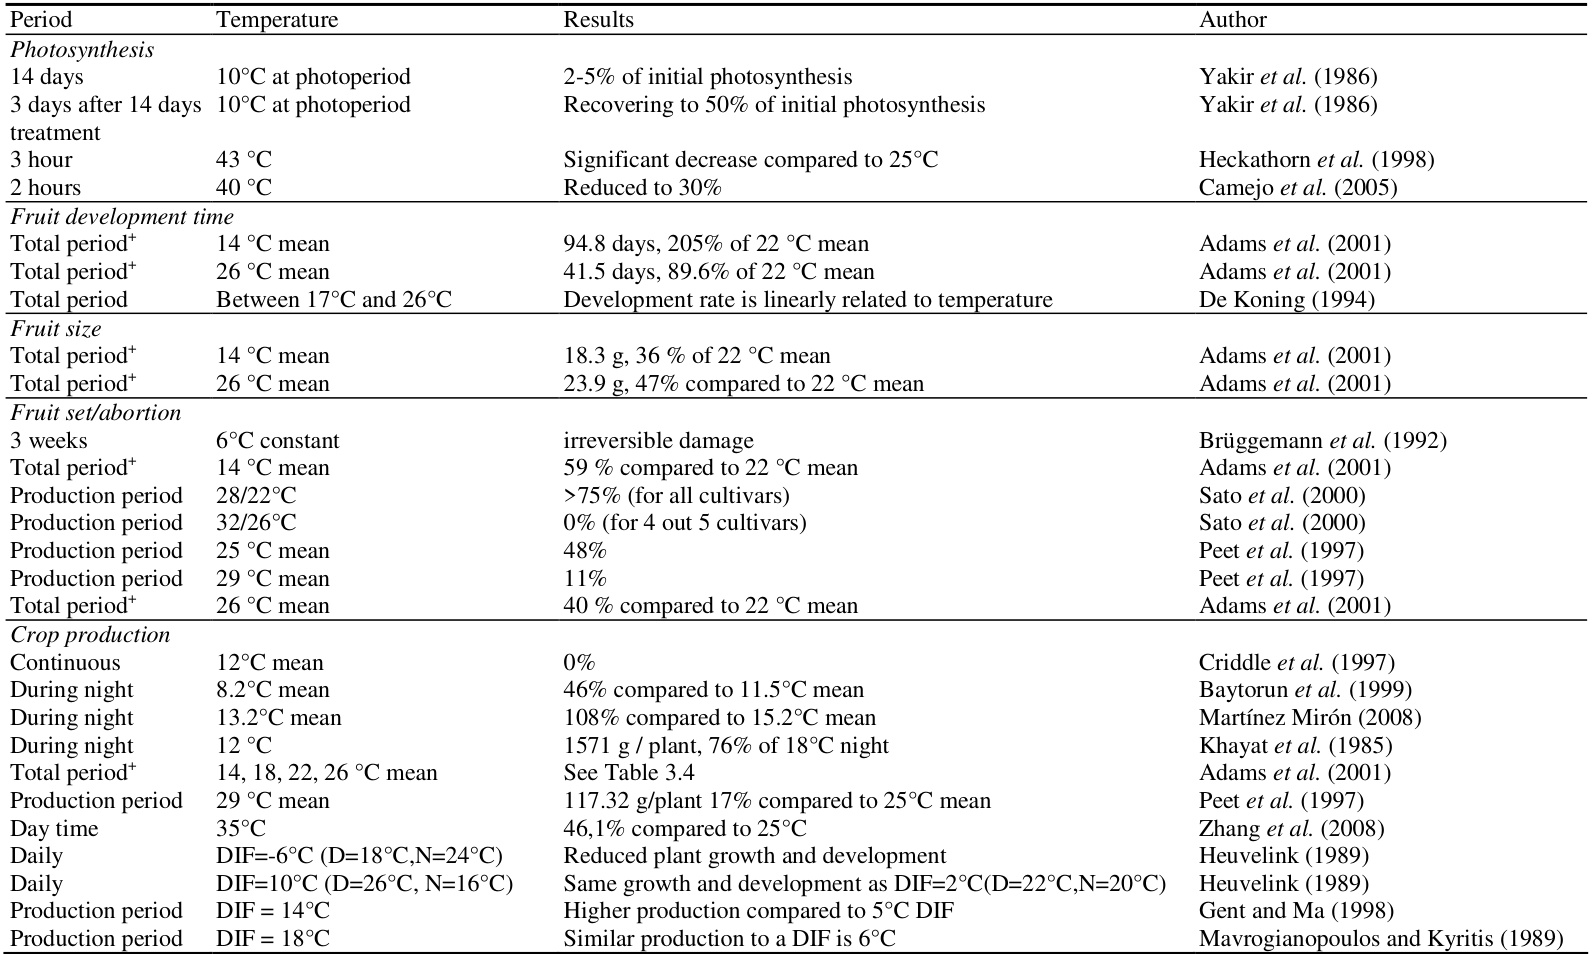 Period Temperature Results Author
Photosynthesis
14 days 10°C at photoperiod 2-5% of initial photosynthesis Yakir et al. (1986)
3 days after 14 days 10°C at photoperiod Recovering to 50% of initial photosynthesis Yakir et al. (1986)
treatment
3 hour 43 °C Significant decrease compared to 25°C Heckathorn et al. (1998)
2 hours 40 °C Reduced to 30% Camejo et al. (2005)
Fruit development time
Total period+ 14 °C mean 94.8 days, 205% of 22 °C mean Adams et al. (2001)
Total period+ 26 °C mean 41.5 days, 89.6% of 22 °C mean Adams et al. (2001)
Total period Between 17°C and 26°C Development rate is linearly related to temperature De Koning (1994)
Fruit size
Total period+ 14 °C mean 18.3 g, 36 % of 22 °C mean Adams et al. (2001)
Total period+ 26 °C mean 23.9 g, 47% compared to 22 °C mean Adams et al. (2001)
Fruit set/abortion
3 weeks 6°C constant irreversible damage Brüggemann et al. (1992)
Total period+ 14 °C mean 59 % compared to 22 °C mean Adams et al. (2001)
Production period 28/22°C >75% (for all cultivars) Sato et al. (2000)
Production period 32/26°C 0% (for 4 out 5 cultivars) Sato et al. (2000)
Production period 25 °C mean 48% Peet et al. (1997)
Production period 29 °C mean 11% Peet et al. (1997)
Total period+ 26 °C mean 40 % compared to 22 °C mean Adams et al. (2001)
Crop production
Continuous 12°C mean 0% Criddle et al. (1997)
During night 8.2°C mean 46% compared to 11.5°C mean Baytorun et al. (1999)
During night 13.2°C mean 108% compared to 15.2°C mean Martínez Mirón (2008)
During night 12 °C 1571 g / plant, 76% of 18°C night Khayat et al. (1985)
Total period+ 14, 18, 22, 26 °C mean See Table 3.4 Adams et al. (2001)
Production period 29 °C mean 117.32 g/plant 17% compared to 25°C mean Peet et al. (1997)
Day time 35°C 46,1% compared to 25°C Zhang et al. (2008)
Daily DIF=-6°C (D=18°C,N=24°C) Reduced plant growth and development Heuvelink (1989)
Daily DIF=10°C (D=26°C, N=16°C) Same growth and development as DIF=2°C(D=22°C,N=20°C) Heuvelink (1989)
Production period DIF = 14°C Higher production compared to 5°C DIF Gent and Ma (1998)
Production period DIF = 18°C Similar production to a DIF is 6°C Mavrogianopoulos and Kyritis (1989)